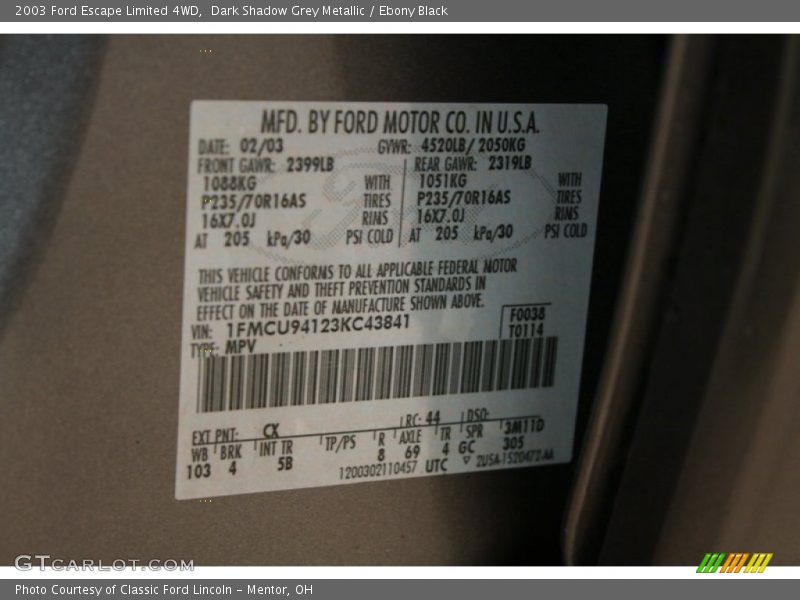 2003 Ford Escape Limited 4WD,  Dark Shadow Grey Metallic / Ebony Black
MFD. BY FORD MOTOR CO. IN U.S.A.
DATE: 02/03 GVWR: 4520LB/ 2050KG
FRONT GAWR: 2399LB REAR GAWR: 2319LB
1088KG WITH 1051KG WITH
P235/70R16AS TIRES P235/70R16AS TIRES
16X7.0J RIMS 16X7.0J RIMS
AT 205 kPa/30 PSI COLD AT 205 kPa/30 PSI COLD
THIS VEHICLE CONFORMS TO ALL APPLICABLE FEDERAL MOTOR
VEHICLE SAFETY AND THEFT PREVENTION STANDARDS IN
EFFECT ON THE DATE OF MANUFACTURE SHOWN ABOVE.
VIN: 1FMCU94123KC43841 F0038
TYPE: MPV T0114
EXT PNT: CX RC: 44 DSO:
WB BRK INT TR TP/PS R AXLE TR SPR 3M11D
103 4 5B 8 69 4 GC 305
1200302110457 UTC 2U5A-1520472-AA
GTCARLOT.COM
Photo Courtesy of Classic Ford Lincoln - Mentor, OH